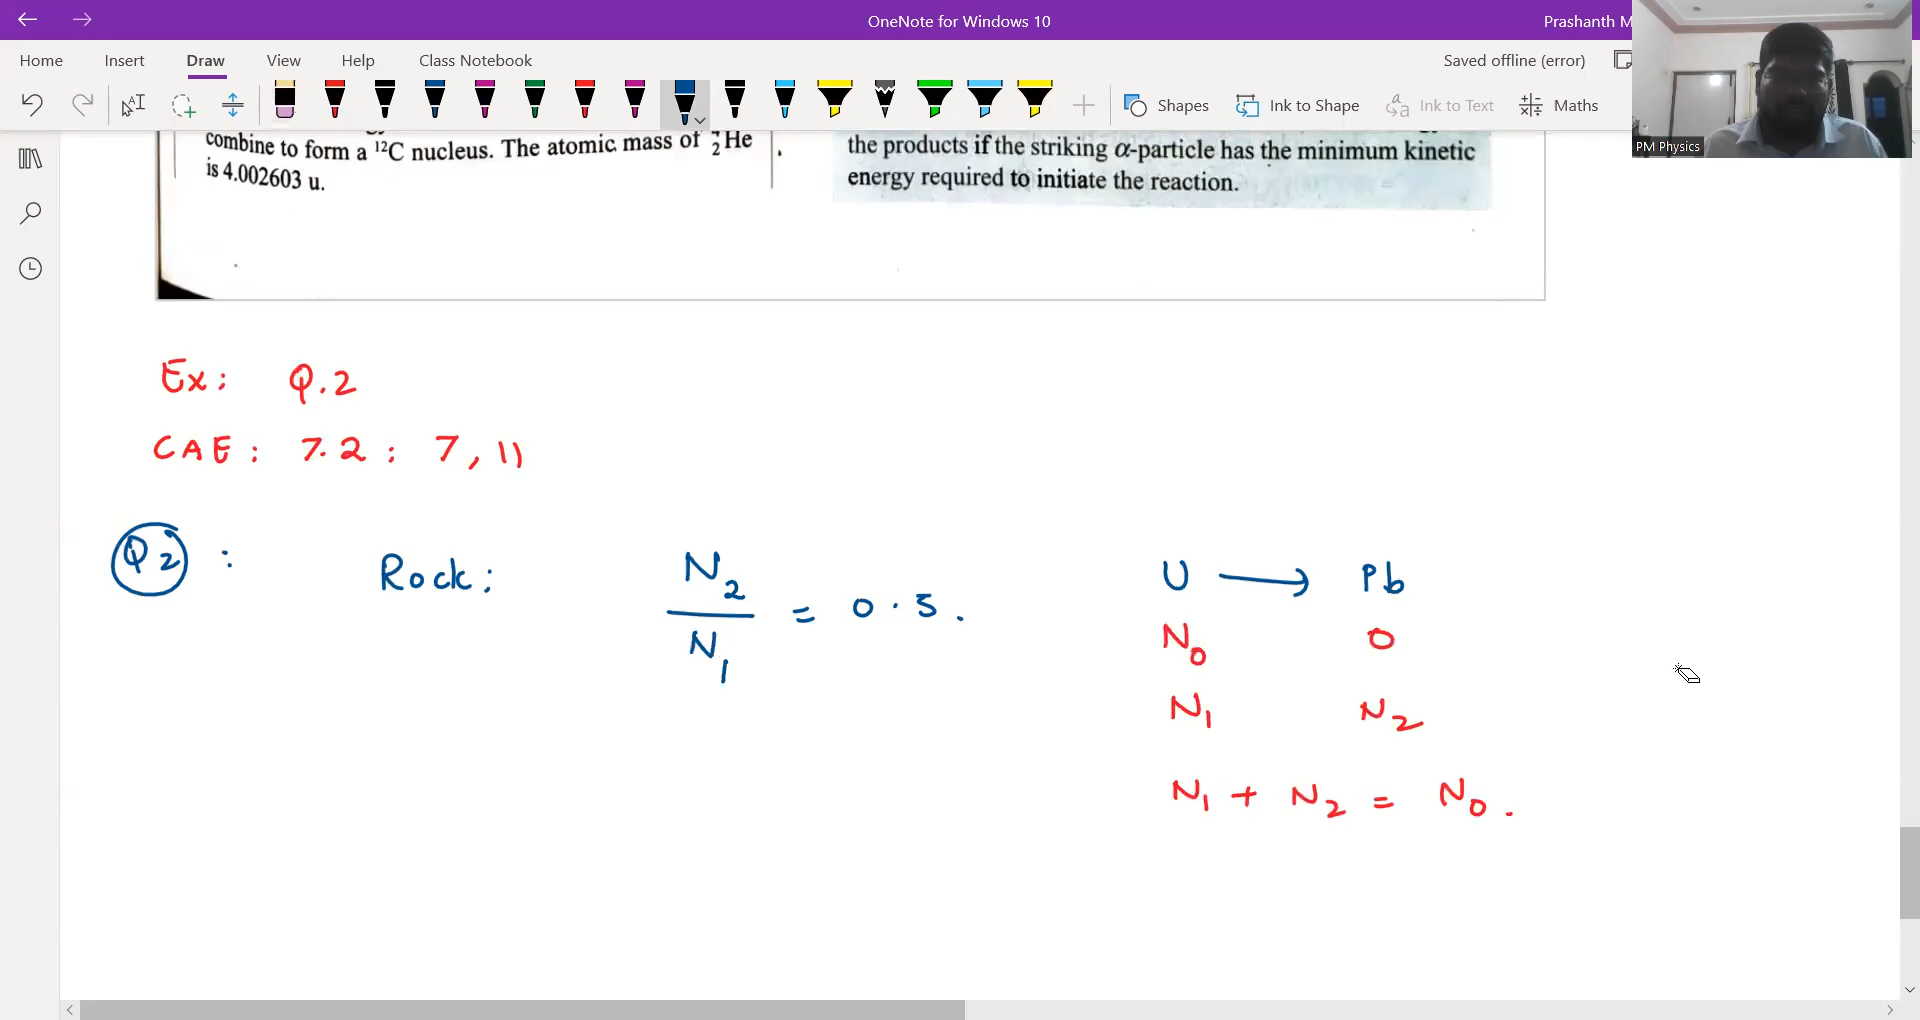 OneNote for Windows 10
Prashanth M
Home Insert Draw View Help Class Notebook
Saved offline (error)
Shapes Ink to Shape Ink to Text Maths
PM Physics
combine to form a ¹²C nucleus. The atomic mass of ⁴₂He
is 4.002603 u.
the products if the striking α-particle has the minimum kinetic
energy required to initiate the reaction.
Ex: Q.2
CAE: 7.2: 7, 11
Q2 :
Rock;
N₂/N₁ = 0.5.
U → Pb
N₀ 0
N₁ N₂
N₁ + N₂ = N₀.